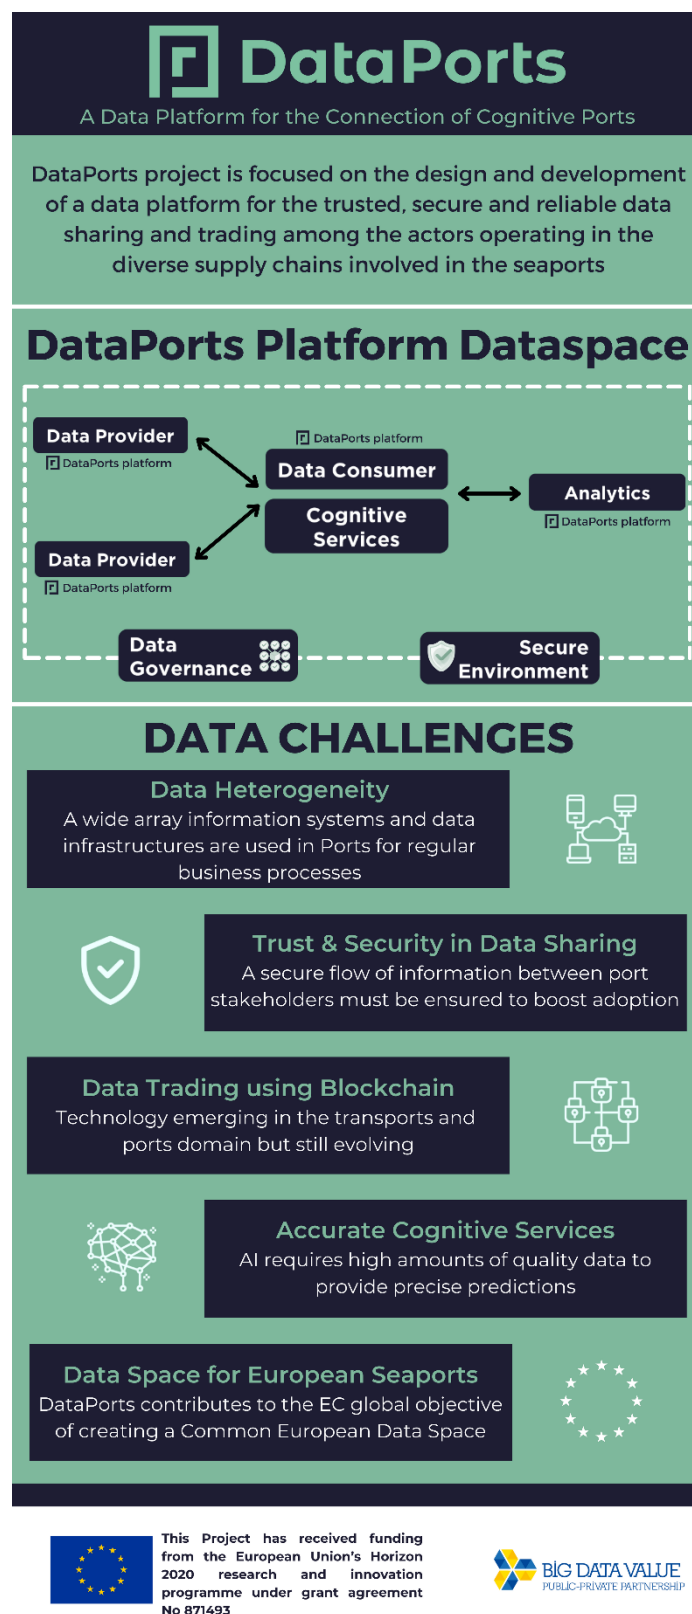 DataPorts
A Data Platform for the Connection of Cognitive Ports
DataPorts project is focused on the design and development
of a data platform for the trusted, secure and reliable data
sharing and trading among the actors operating in the
diverse supply chains involved in the seaports
DataPorts Platform Dataspace
Data Provider
DataPorts platform
DataPorts platform
Data Consumer
Cognitive
Services
Analytics
DataPorts platform
Data Provider
DataPorts platform
Data
Governance
Secure
Environment
DATA CHALLENGES
Data Heterogeneity
A wide array information systems and data
infrastructures are used in Ports for regular
business processes
Trust & Security in Data Sharing
A secure flow of information between port
stakeholders must be ensured to boost adoption
Data Trading using Blockchain
Technology emerging in the transports and
ports domain but still evolving
Accurate Cognitive Services
AI requires high amounts of quality data to
provide precise predictions
Data Space for European Seaports
DataPorts contributes to the EC global objective
of creating a Common European Data Space
This Project has received funding
from the European Union's Horizon
2020 research and innovation
programme under grant agreement
No 871493
BIG DATA VALUE
PUBLIC-PRIVATE PARTNERSHIP